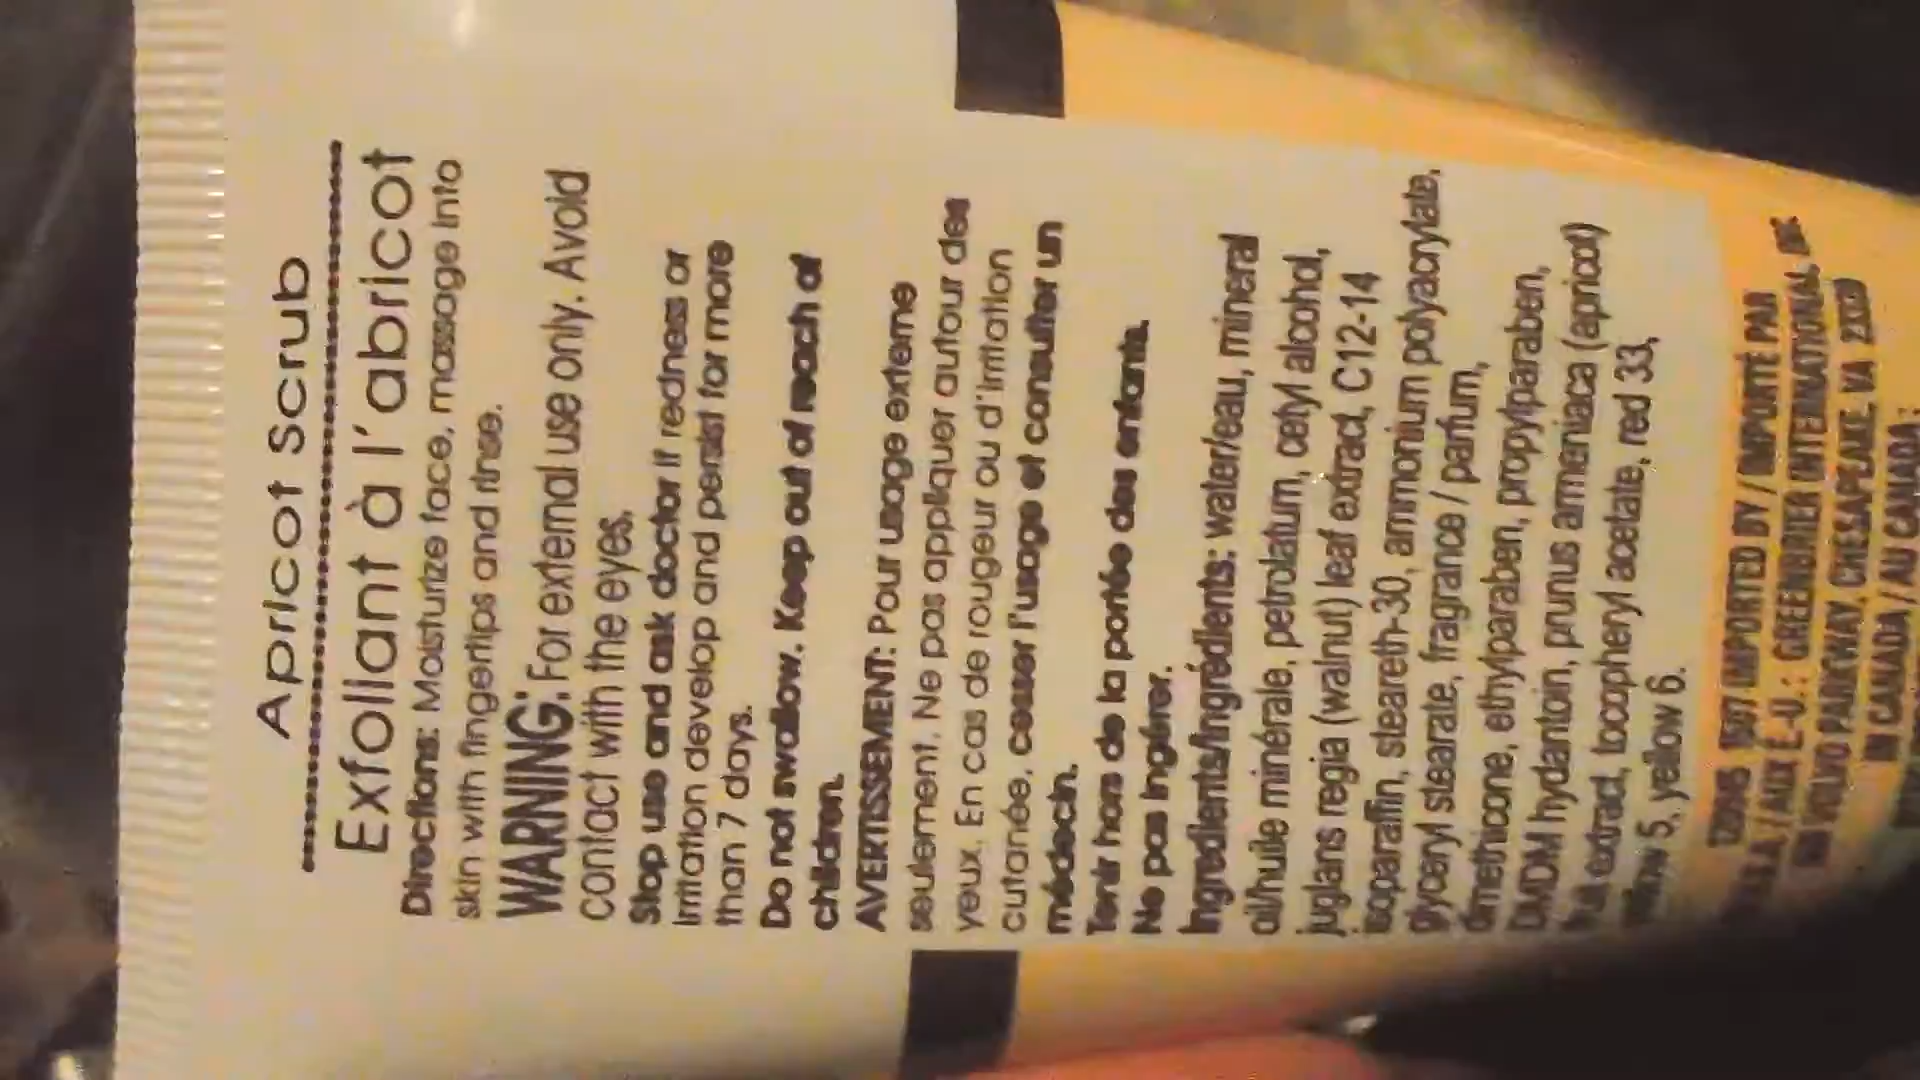 Apricot Scrub
Exfoliant à l'abricot
Directions: Moisturize face, massage into
skin with fingertips and rinse.
WARNING: For external use only. Avoid
contact with the eyes.
Stop use and ask doctor if redness or
irritation develop and persist for more
than 7 days.
Do not swallow. Keep out of reach of
children.
AVERTISSEMENT: Pour usage externe
seulement. Ne pas appliquer autour des
yeux. En cas de rougeur ou d'irritation
cutanée, cesser l'usage et consulter un
médecin.
Tenir hors de la portée des enfants.
Ne pas ingérer.
Ingredients/Ingrédients: water/eau, mineral
oil/huile minérale, petrolatum, cetyl alcohol,
juglans regia (walnut) leaf extract, C12-14
isoparaffin, steareth-30, ammonium polyacrylate,
glyceryl stearate, fragrance / parfum,
dimethicone, ethylparaben, propylparaben,
DMDM hydantoin, prunus armeniaca (apricot)
fruit extract, tocopheryl acetate, red 33,
yellow 5, yellow 6.
IMPORTED BY / IMPORTÉ PAR
/ AUX É.-U. : GREENBRIER INTERNATIONAL, INC
VOLVO PARKWAY, CHESAPEAKE, VA
IN CANADA / AU CANADA :